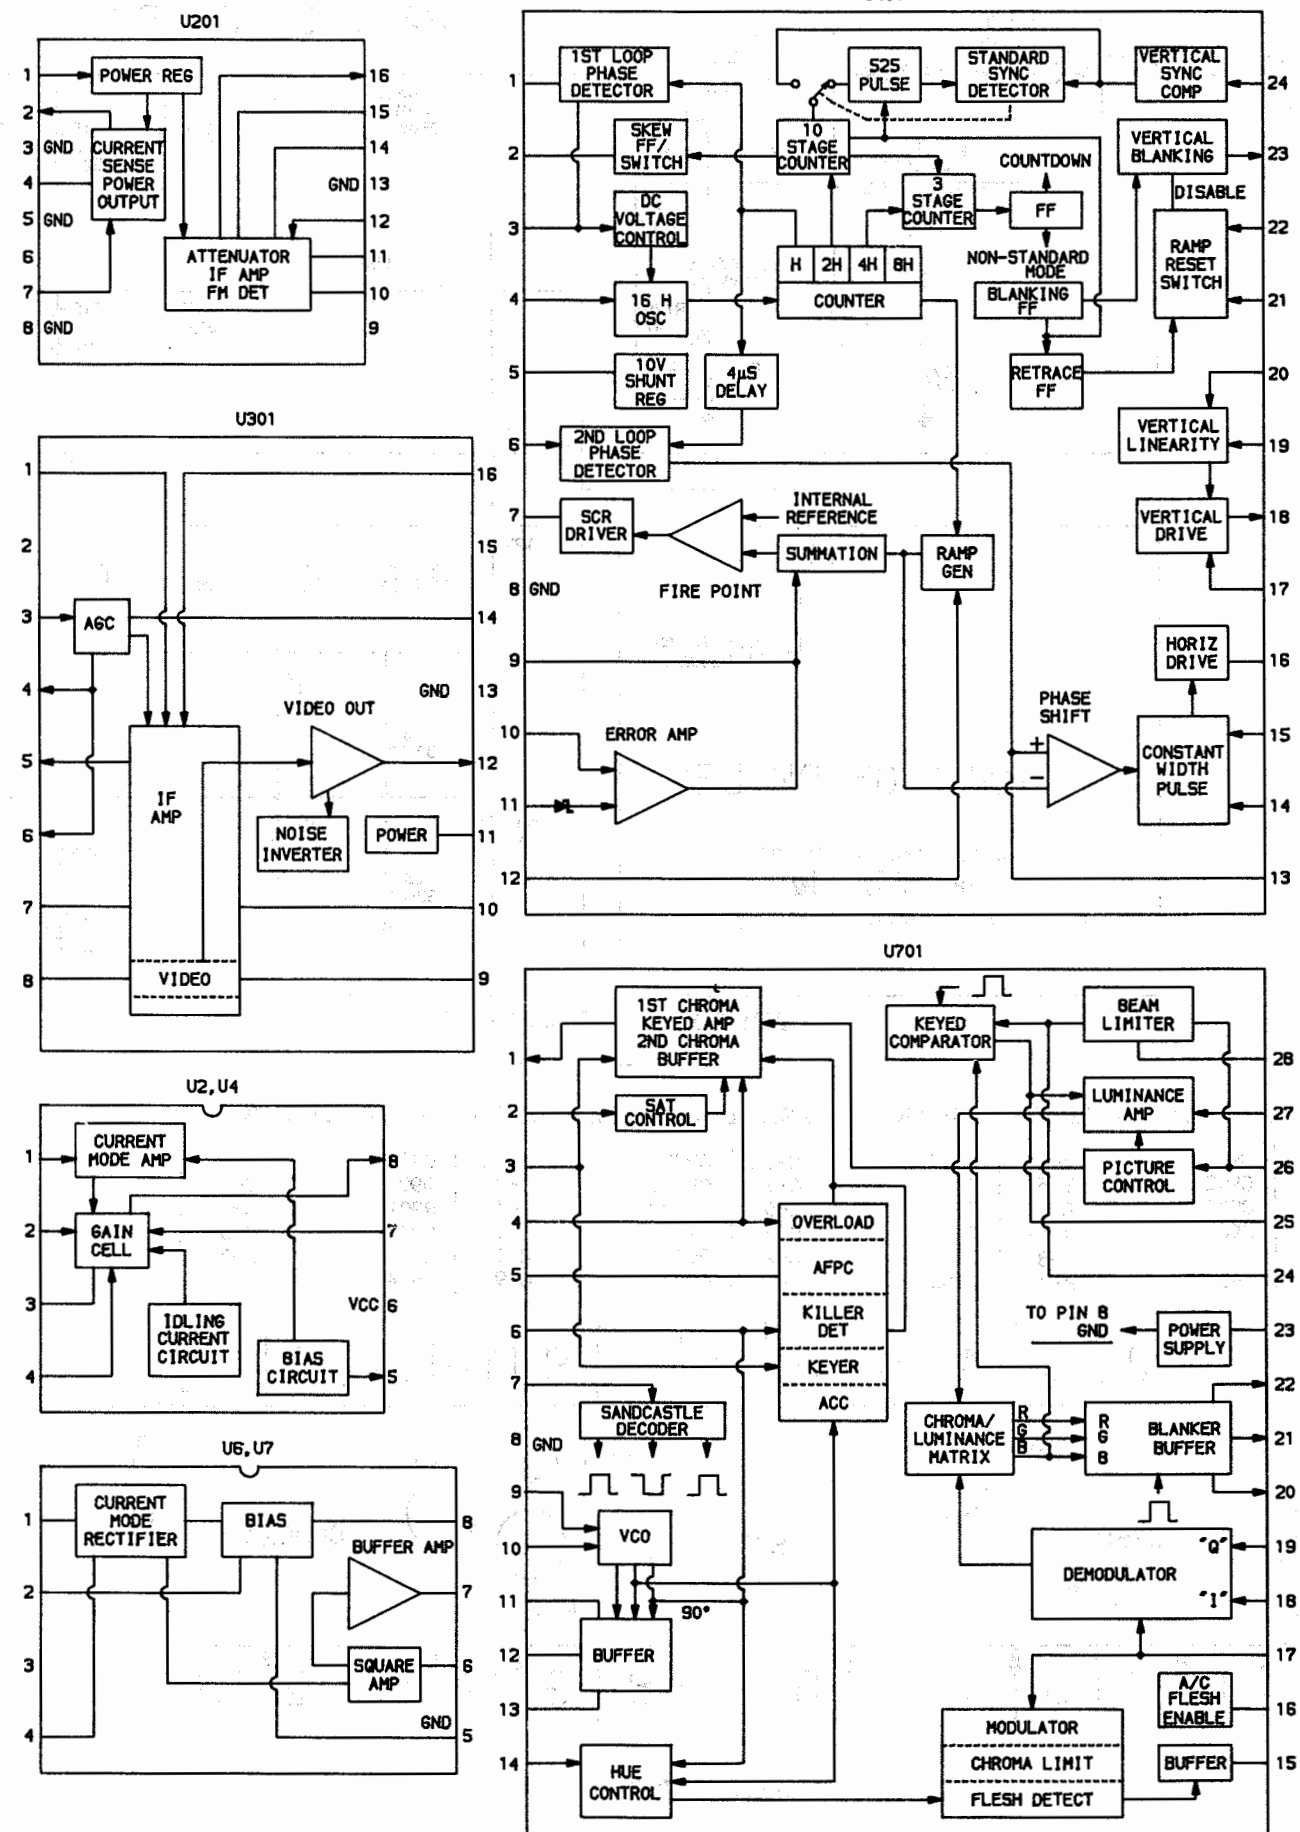 U201
1
POWER REG
16
2
15
3
GND
CURRENT
SENSE
POWER
OUTPUT
14
4
GND
13
5
GND
12
6
ATTENUATOR
IF AMP
FM DET
11
7
10
8
GND
9
U301
1
16
2
15
3
AGC
14
4
GND
13
VIDEO OUT
5
IF
AMP
12
6
NOISE
INVERTER
POWER
11
7
10
8
VIDEO
9
U2, U4
1
CURRENT
MODE AMP
8
2
GAIN
CELL
7
3
VCC
6
IDLING
CURRENT
CIRCUIT
BIAS
CIRCUIT
4
5
U6, U7
1
CURRENT
MODE
RECTIFIER
BIAS
8
BUFFER AMP
2
7
3
SQUARE
AMP
6
GND
4
5
1
1ST LOOP
PHASE
DETECTOR
525
PULSE
STANDARD
SYNC
DETECTOR
VERTICAL
SYNC
COMP
24
2
SKEW
FF/
SWITCH
10
STAGE
COUNTER
COUNTDOWN
VERTICAL
BLANKING
23
3
STAGE
COUNTER
FF
DISABLE
3
DC
VOLTAGE
CONTROL
NON-STANDARD
MODE
RAMP
RESET
SWITCH
22
H
2H
4H
8H
COUNTER
4
16 H
OSC
BLANKING
FF
21
5
10V
SHUNT
REG
4μS
DELAY
RETRACE
FF
20
6
2ND LOOP
PHASE
DETECTOR
VERTICAL
LINEARITY
19
7
SCR
DRIVER
INTERNAL
REFERENCE
VERTICAL
DRIVE
18
SUMMATION
RAMP
GEN
8
GND
FIRE POINT
17
9
HORIZ
DRIVE
16
10
ERROR AMP
PHASE
SHIFT
+
−
CONSTANT
WIDTH
PULSE
15
11
14
12
13
U701
1ST CHROMA
KEYED AMP
2ND CHROMA
BUFFER
KEYED
COMPARATOR
BEAM
LIMITER
1
28
2
SAT
CONTROL
LUMINANCE
AMP
27
3
PICTURE
CONTROL
26
4
OVERLOAD
25
5
AFPC
24
6
KILLER
DET
TO PIN 8
GND
POWER
SUPPLY
23
KEYER
7
ACC
22
SANDCASTLE
DECODER
CHROMA/
LUMINANCE
MATRIX
R
G
B
R
G
B
BLANKER
BUFFER
8
GND
21
9
20
10
VCO
DEMODULATOR
"Q"
19
11
90°
"I"
18
12
BUFFER
17
13
A/C
FLESH
ENABLE
16
MODULATOR
14
HUE
CONTROL
CHROMA LIMIT
BUFFER
15
FLESH DETECT